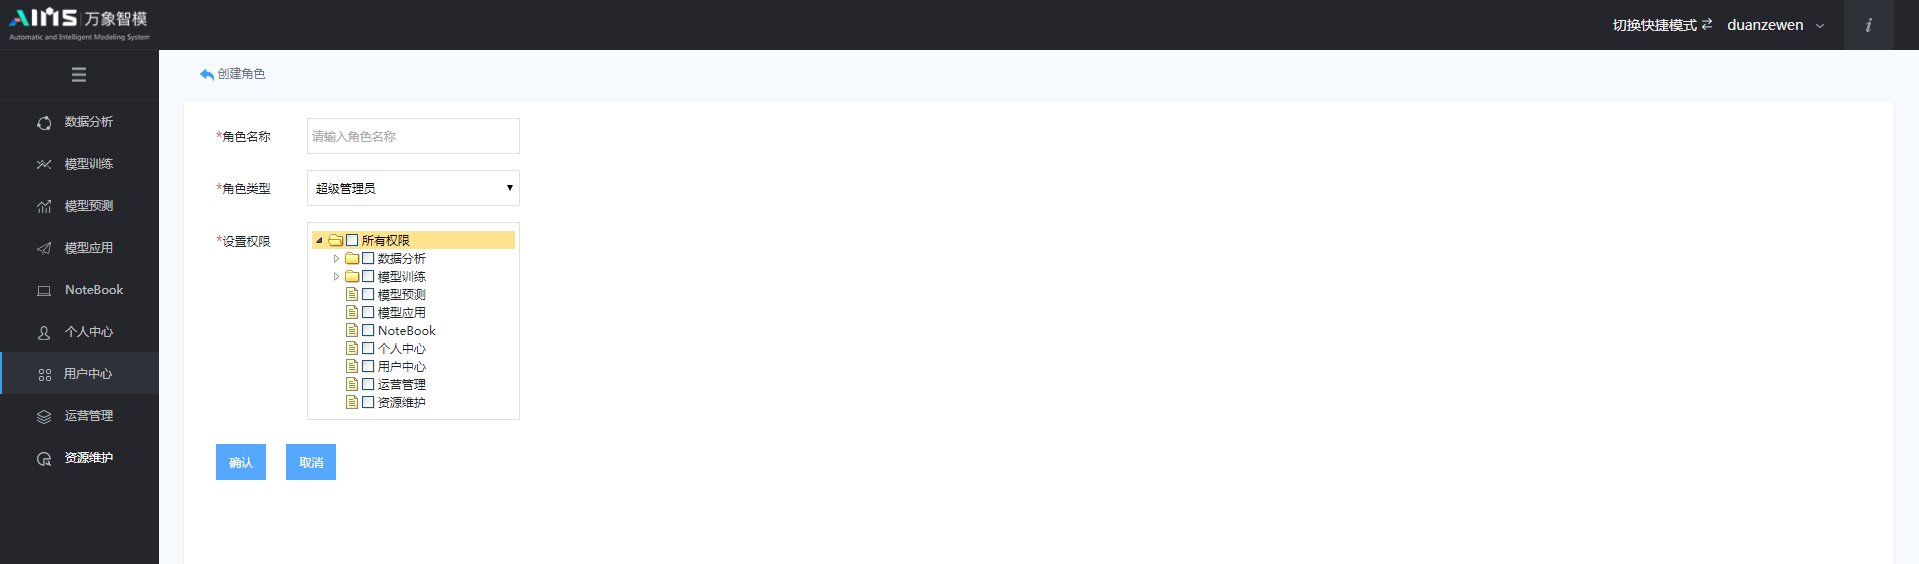 AIMS 万象智模
Automatic and Intelligent Modeling System
切换快捷模式 duanzewen
i
创建角色
数据分析
模型训练
模型预测
模型应用
NoteBook
个人中心
用户中心
运营管理
资源维护
*角色名称 请输入角色名称
*角色类型 超级管理员
*设置权限
所有权限
数据分析
模型训练
模型预测
模型应用
NoteBook
个人中心
用户中心
运营管理
资源维护
确认 取消